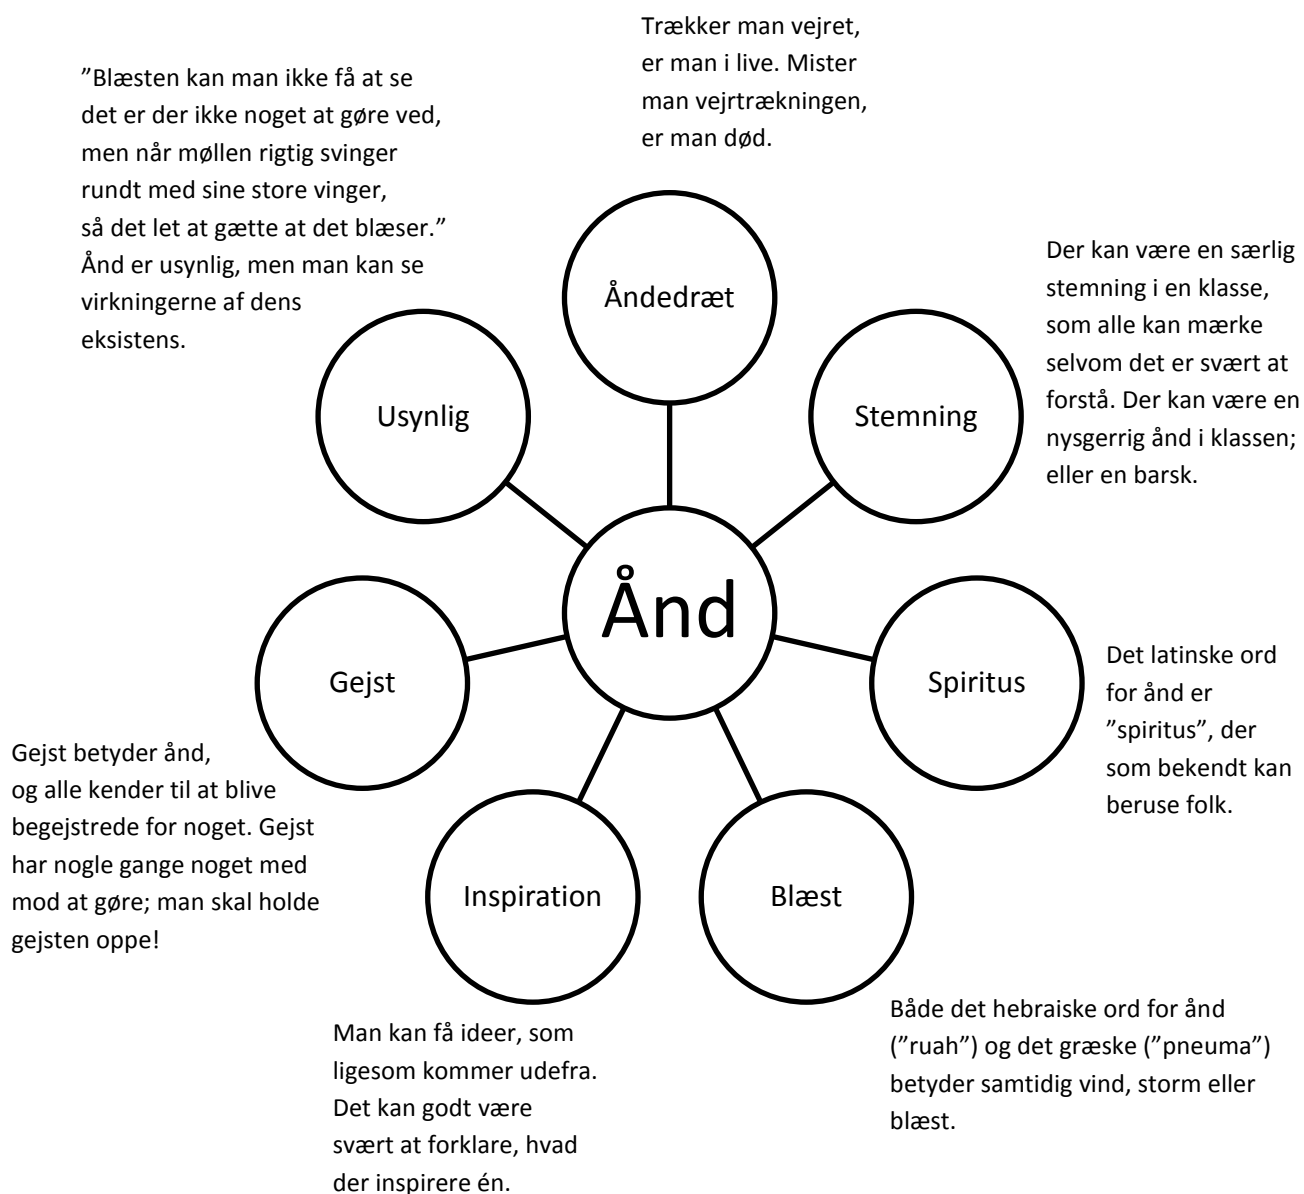 Trækker man vejret,
er man i live. Mister
man vejrtrækningen,
er man død.
”Blæsten kan man ikke få at se
det er der ikke noget at gøre ved,
men når møllen rigtig svinger
rundt med sine store vinger,
så det let at gætte at det blæser.”
Ånd er usynlig, men man kan se
virkningerne af dens
eksistens.
Åndedræt
Der kan være en særlig
stemning i en klasse,
som alle kan mærke
selvom det er svært at
forstå. Der kan være en
nysgerrig ånd i klassen;
eller en barsk.
Usynlig
Stemning
Ånd
Gejst
Spiritus
Det latinske ord
for ånd er
”spiritus”, der
som bekendt kan
beruse folk.
Gejst betyder ånd,
og alle kender til at blive
begejstrede for noget. Gejst
har nogle gange noget med
mod at gøre; man skal holde
gejsten oppe!
Inspiration
Blæst
Man kan få ideer, som
ligesom kommer udefra.
Det kan godt være
svært at forklare, hvad
der inspirere én.
Både det hebraiske ord for ånd
(”ruah”) og det græske (”pneuma”)
betyder samtidig vind, storm eller
blæst.